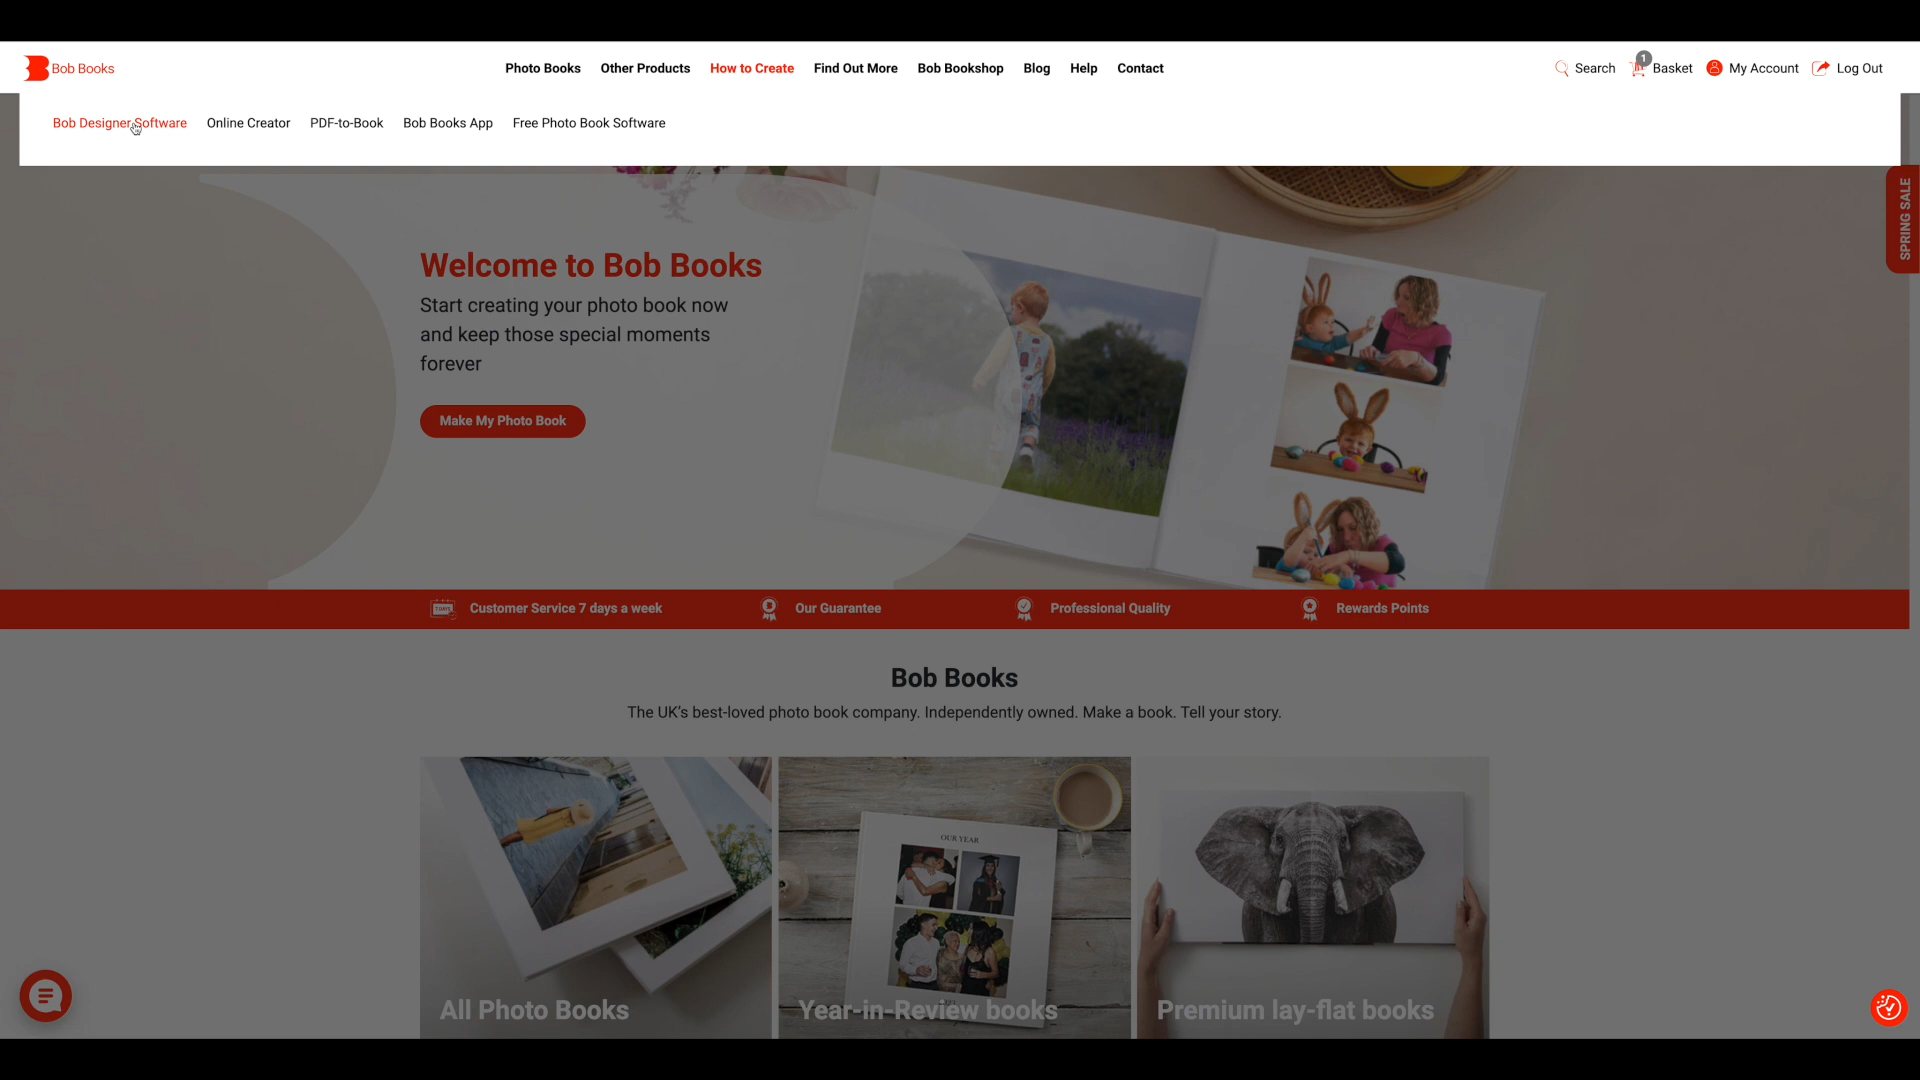 Bob Books
Photo Books
Other Products
How to Create
Find Out More
Bob Bookshop
Blog
Help
Contact
Search
1
Basket
My Account
Log Out
Bob Designer Software
Online Creator
PDF-to-Book
Bob Books App
Free Photo Book Software
SPRING SALE
Welcome to Bob Books
Start creating your photo book now
and keep those special moments
forever
Make My Photo Book
Customer Service 7 days a week
Our Guarantee
Professional Quality
Rewards Points
Bob Books
The UK's best-loved photo book company. Independently owned. Make a book. Tell your story.
OUR YEAR
All Photo Books
Year-in-Review books
Premium lay-flat books